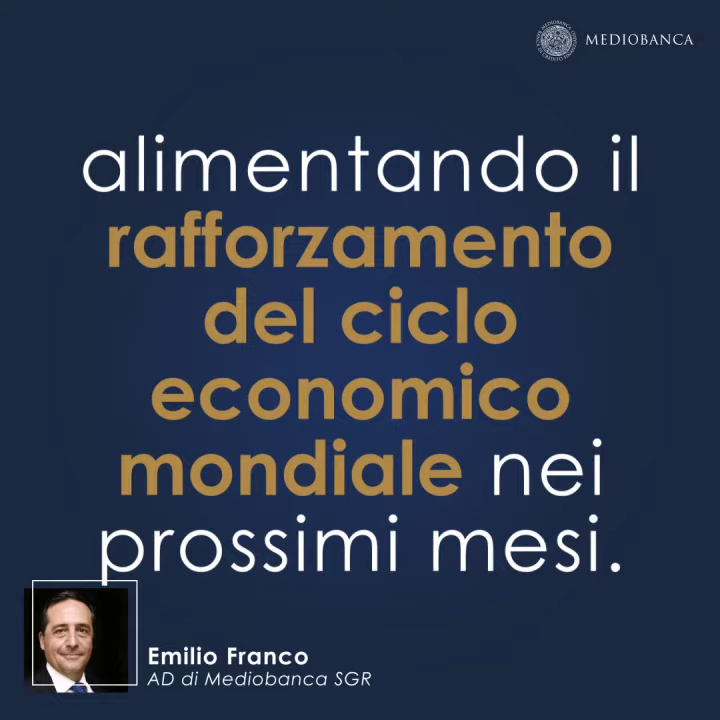 MEDIOBANCA
alimentando il
rafforzamento
del ciclo
economico
mondiale nei
prossimi mesi.
Emilio Franco
AD di Mediobanca SGR